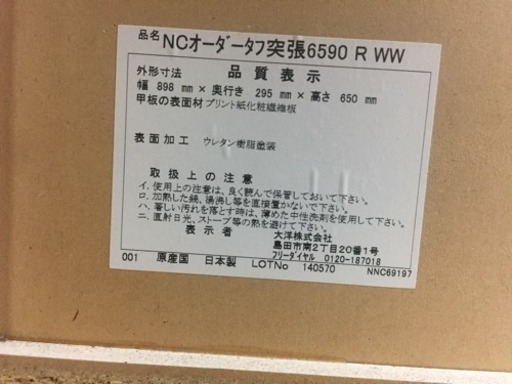 品名 NCオーダータフ突張6590 R WW
外形寸法 品質表示
幅 898 mm × 奥行き 295 mm × 高さ 650 mm
甲板の表面材 プリント紙化粧繊維板
表面加工 ウレタン樹脂塗装
取扱上の注意
イ.使用上の注意は、良く読んで保管しておいて下さい。
ロ.加熱した鍋、湯沸し等を直接置かないで下さい。
ハ.著しい汚れを落とす時は、薄めた中性洗剤を使用して下さい。
ニ.直射日光、ストーブ等の熱を避けて下さい。
表示者 大洋株式会社
島田市南2丁目20番1号
フリーダイヤル 0120-187018
001 原産国 日本製 LOTNo 140570 NNC69197